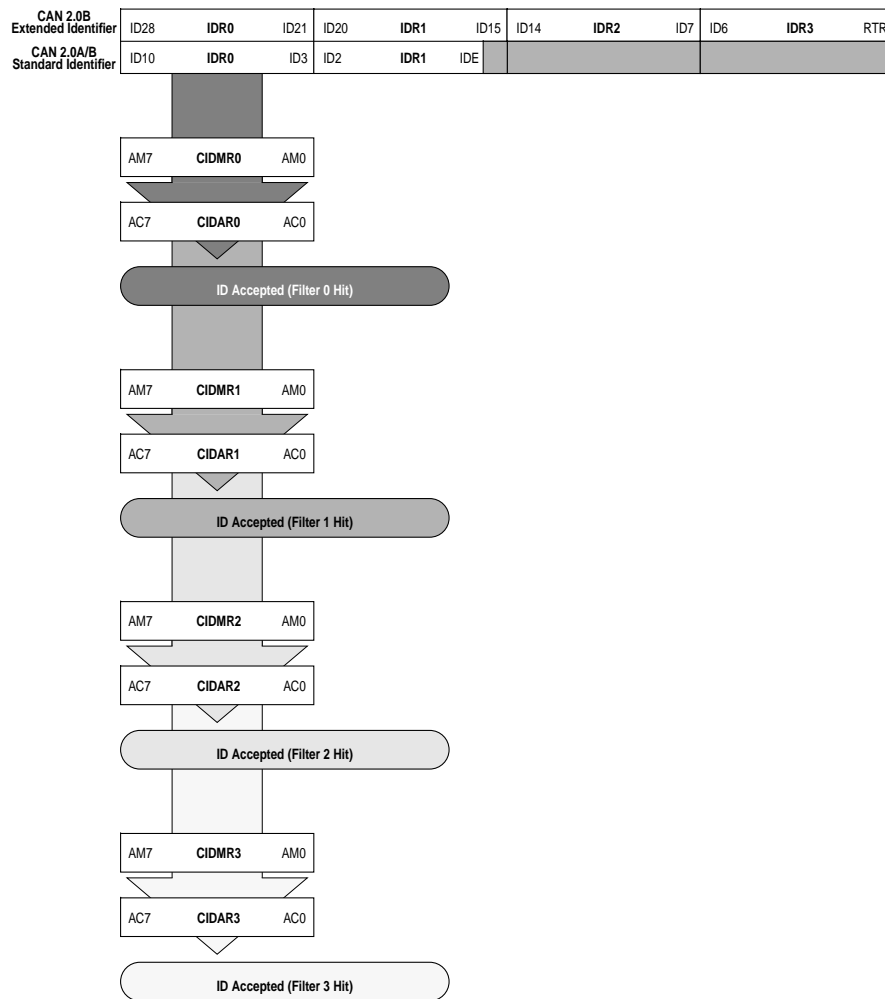 CAN 2.0B
Extended Identifier ID28 IDR0 ID21 ID20 IDR1 ID15 ID14 IDR2 ID7 ID6 IDR3 RTR
CAN 2.0A/B
Standard Identifier ID10 IDR0 ID3 ID2 IDR1 IDE
AM7 CIDMR0 AM0
AC7 CIDAR0 AC0
ID Accepted (Filter 0 Hit)
AM7 CIDMR1 AM0
AC7 CIDAR1 AC0
ID Accepted (Filter 1 Hit)
AM7 CIDMR2 AM0
AC7 CIDAR2 AC0
ID Accepted (Filter 2 Hit)
AM7 CIDMR3 AM0
AC7 CIDAR3 AC0
ID Accepted (Filter 3 Hit)